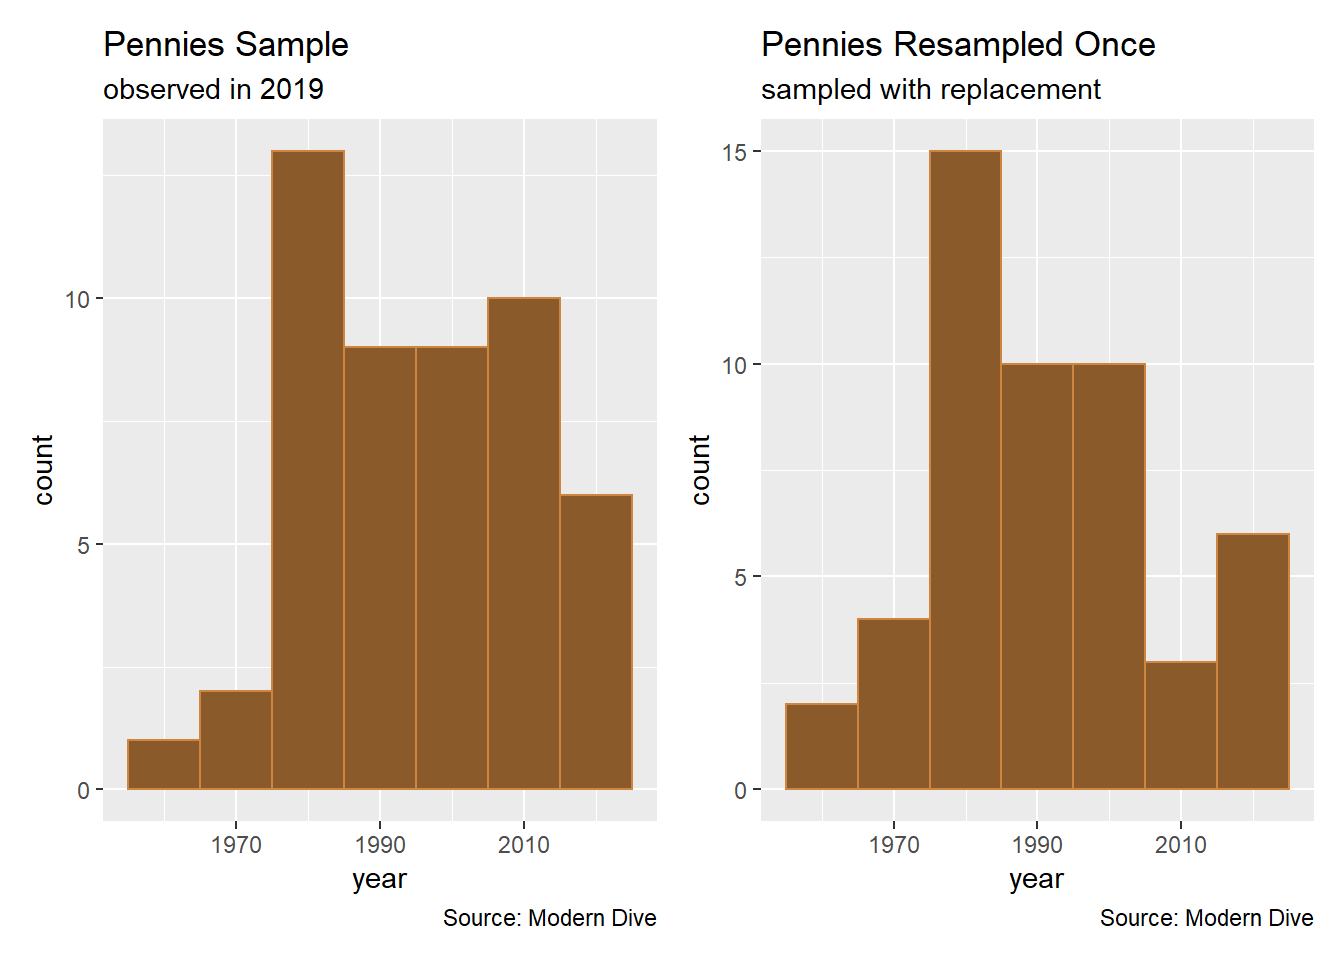 Pennies Sample
observed in 2019
10
5
0
count
1970 1990 2010
year
Source: Modern Dive
Pennies Resampled Once
sampled with replacement
15
10
5
0
count
1970 1990 2010
year
Source: Modern Dive